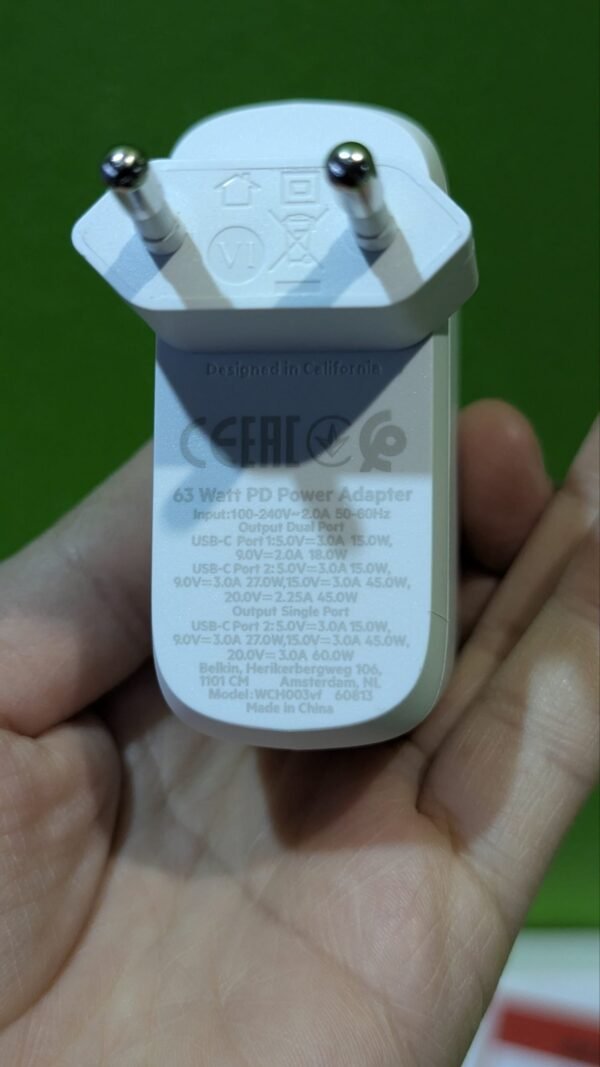 VI
Designed in California
CE EAC
63 Watt PD Power Adapter
Input:100-240V~2.0A 50-60Hz
Output Dual Port
USB-C Port 1:5.0V⎓3.0A 15.0W,
9.0V⎓2.0A 18.0W
USB-C Port 2:5.0V⎓3.0A 15.0W,
9.0V⎓3.0A 27.0W,15.0V⎓3.0A 45.0W,
20.0V⎓2.25A 45.0W
Output Single Port
USB-C Port 2:5.0V⎓3.0A 15.0W,
9.0V⎓3.0A 27.0W,15.0V⎓3.0A 45.0W,
20.0V⎓3.0A 60.0W
Belkin, Herikerbergweg 106,
1101 CM Amsterdam, NL
Model:WCH003vf 60813
Made in China